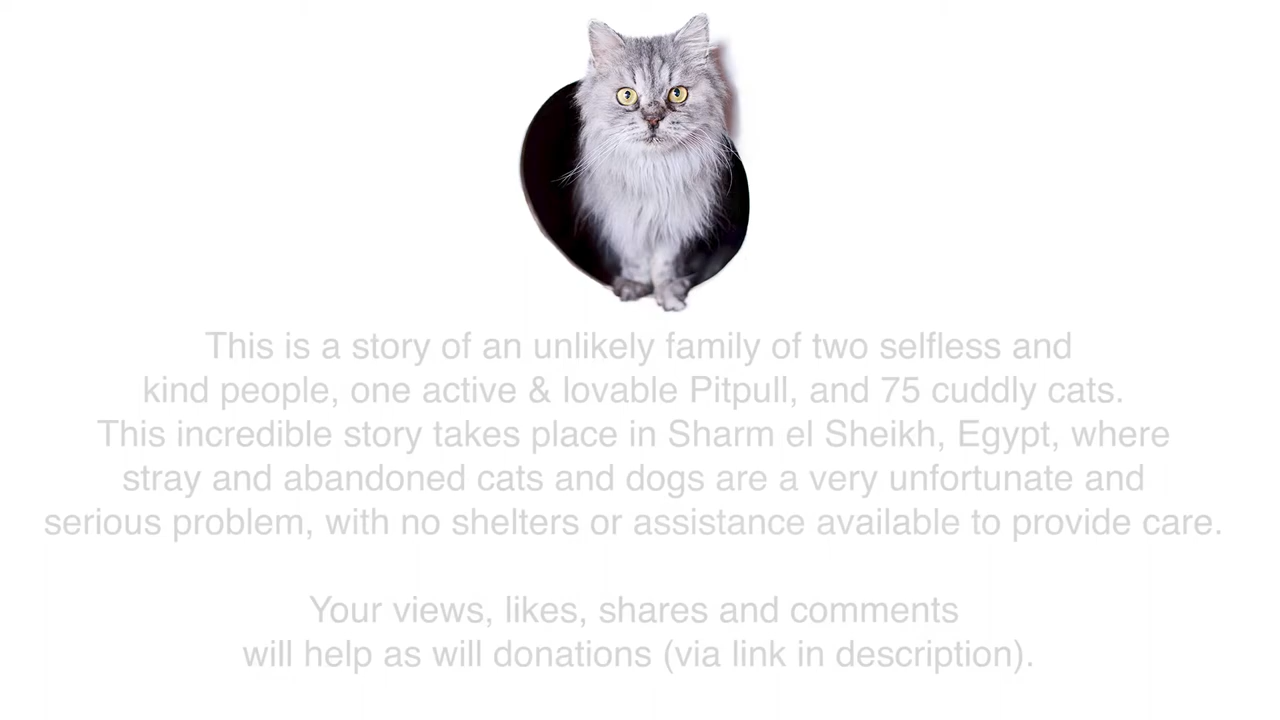 This is a story of an unlikely family of two selfless and
kind people, one active & lovable Pitpull, and 75 cuddly cats.
This incredible story takes place in Sharm el Sheikh, Egypt, where
stray and abandoned cats and dogs are a very unfortunate and
serious problem, with no shelters or assistance available to provide care.
Your views, likes, shares and comments
will help as will donations (via link in description).